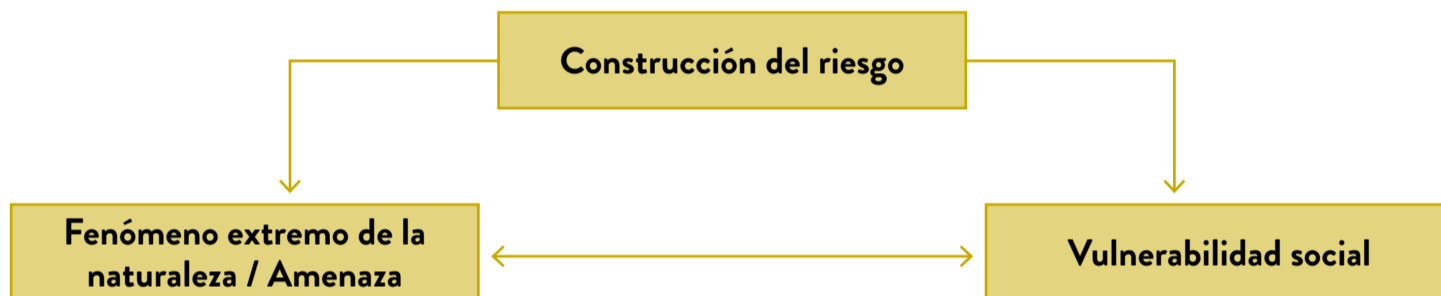 Construcción del riesgo
Fenómeno extremo de la
naturaleza / Amenaza
Vulnerabilidad social